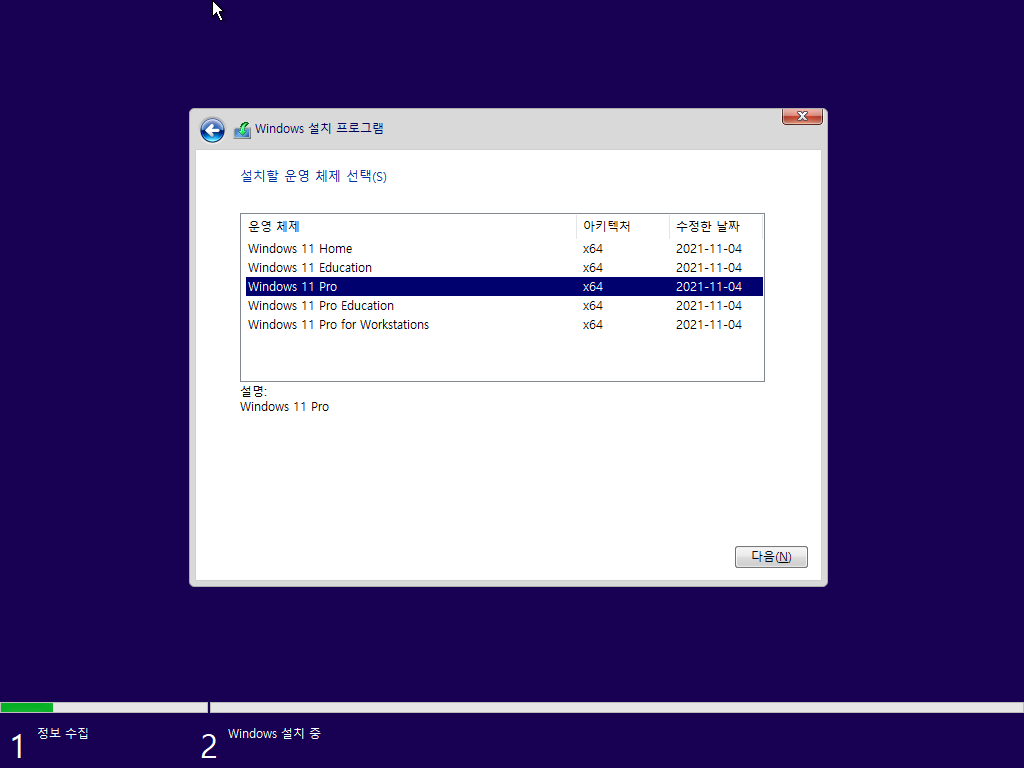 Windows 설치 프로그램
설치할 운영 체제 선택(S)
운영 체제 아키텍처 수정한 날짜
Windows 11 Home x64 2021-11-04
Windows 11 Education x64 2021-11-04
Windows 11 Pro x64 2021-11-04
Windows 11 Pro Education x64 2021-11-04
Windows 11 Pro for Workstations x64 2021-11-04
설명:
Windows 11 Pro
다음(N)
1 정보 수집
2 Windows 설치 중